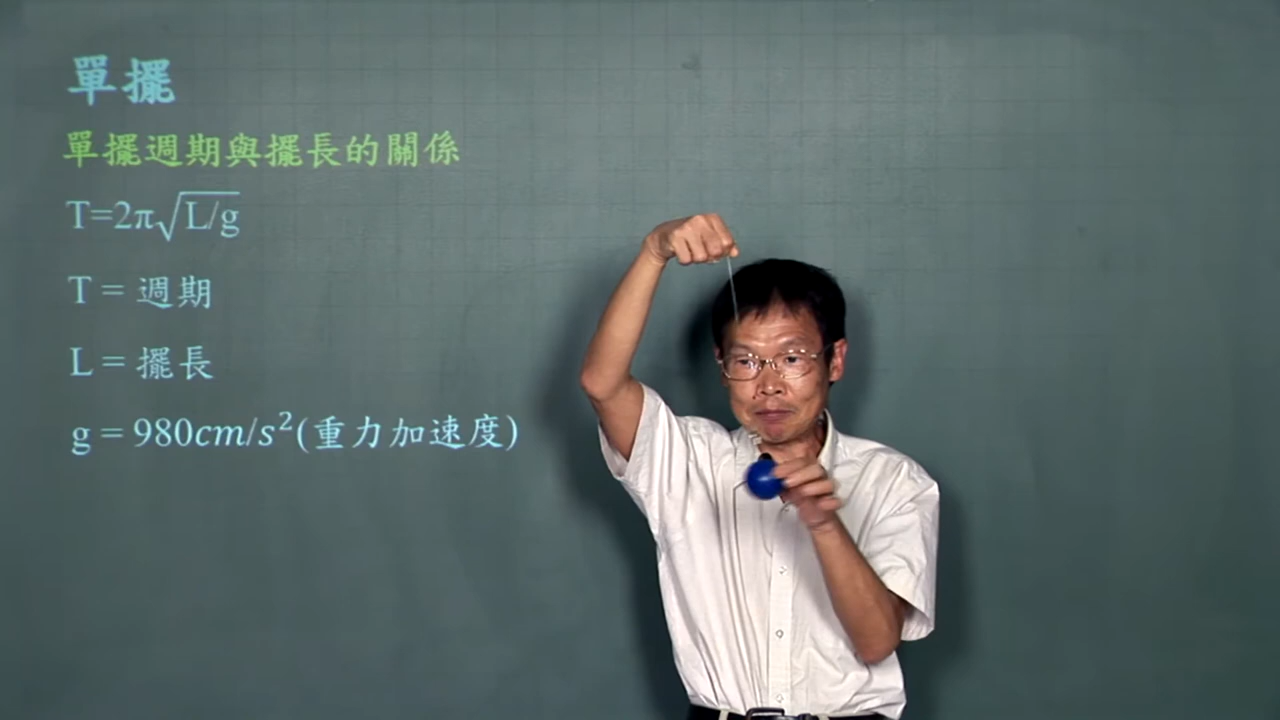 單擺
單擺週期與擺長的關係
T=2π√L/g
T = 週期
L = 擺長
g = 980cm/s²(重力加速度)